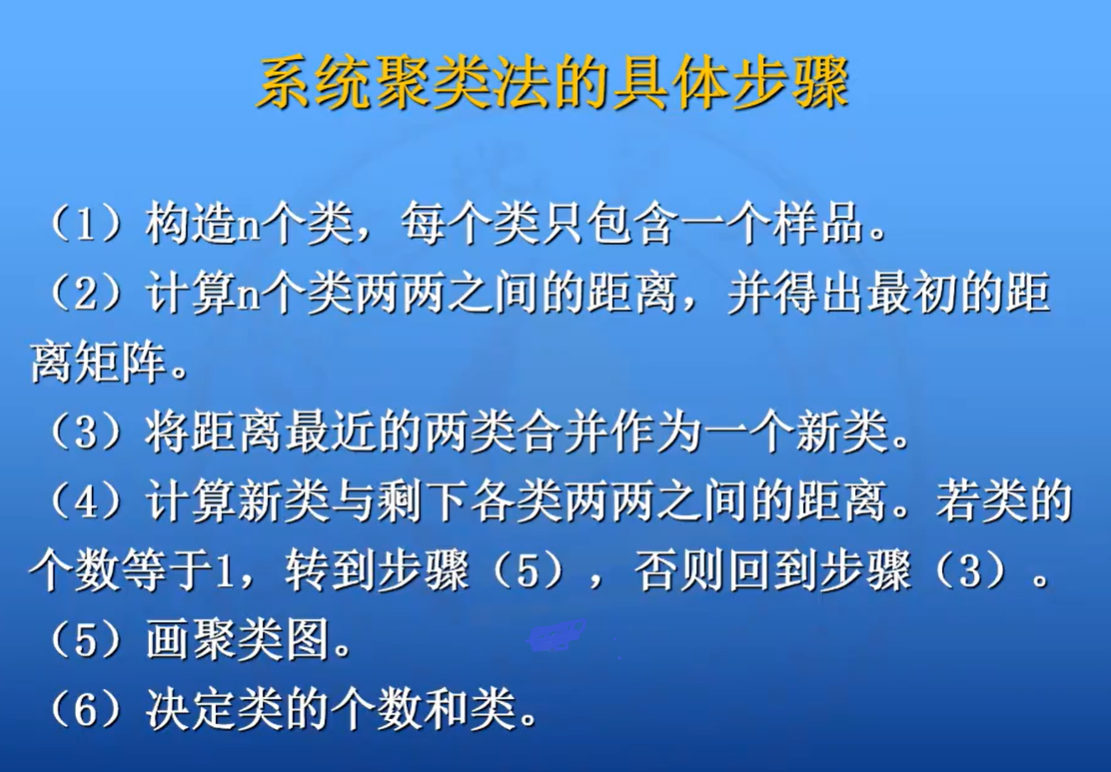 系统聚类法的具体步骤
（1）构造n个类，每个类只包含一个样品。
（2）计算n个类两两之间的距离，并得出最初的距
离矩阵。
（3）将距离最近的两类合并作为一个新类。
（4）计算新类与剩下各类两两之间的距离。若类的
个数等于1，转到步骤（5），否则回到步骤（3）。
（5）画聚类图。
（6）决定类的个数和类。